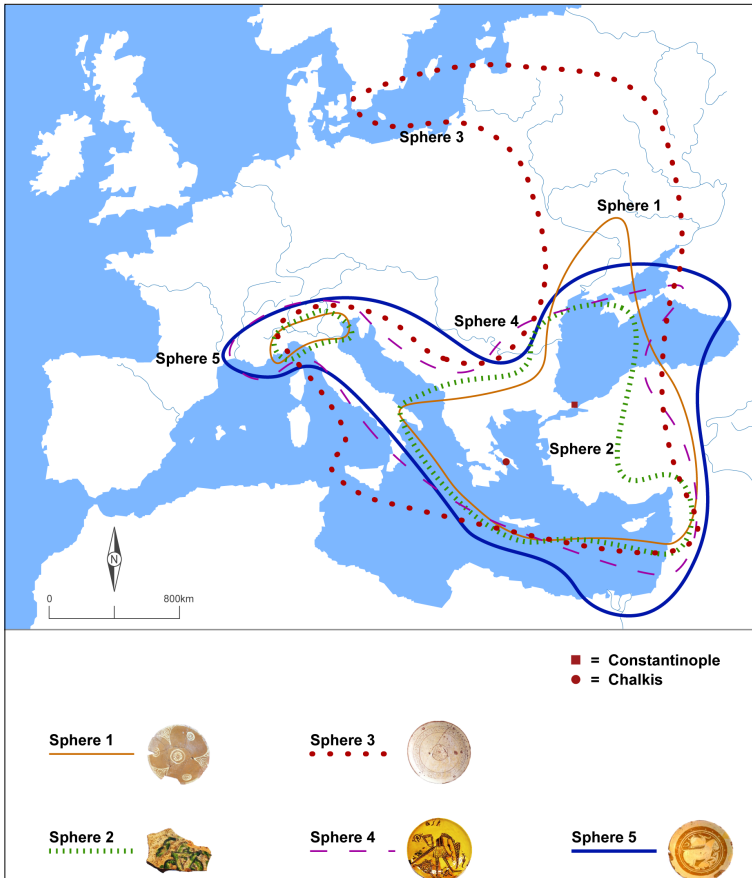 Sphere 3
Sphere 1
Sphere 4
Sphere 5
Sphere 2
N
0 800km
= Constantinople
= Chalkis
Sphere 1
Sphere 3
Sphere 2
Sphere 4
Sphere 5